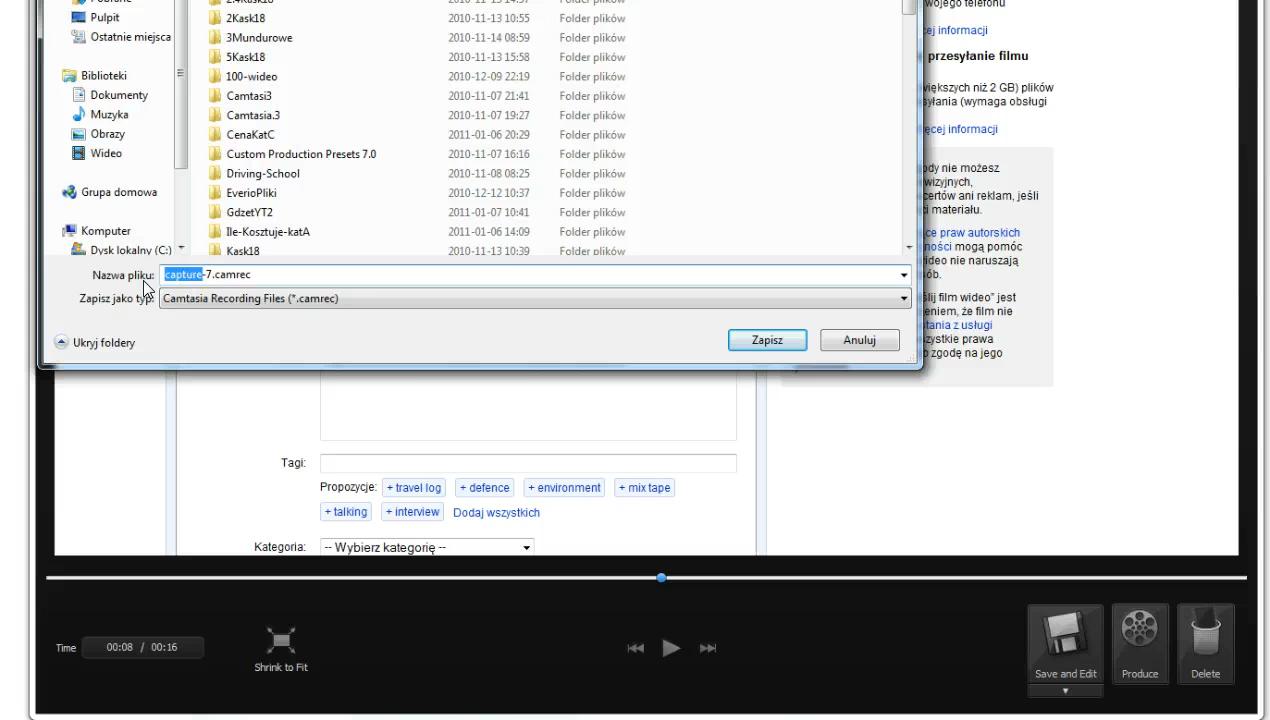 Pulpit
Ostatnie miejsca
Biblioteki
Dokumenty
Muzyka
Obrazy
Wideo
Grupa domowa
Komputer
Dysk lokalny (C:)
2Kask18 2010-11-13 10:55 Folder plików
3Mundurowe 2010-11-14 08:59 Folder plików
5Kask18 2010-11-13 15:58 Folder plików
100-wideo 2010-12-09 22:19 Folder plików
Camtasi3 2010-11-07 21:41 Folder plików
Camtasia.3 2010-11-07 19:27 Folder plików
CenaKatC 2011-01-06 20:29 Folder plików
Custom Production Presets 7.0 2010-11-07 16:16 Folder plików
Driving-School 2010-11-08 08:25 Folder plików
EverioPliki 2010-12-12 10:37 Folder plików
GdzetYT2 2011-01-07 10:41 Folder plików
Ile-Kosztuje-katA 2011-01-06 14:09 Folder plików
Kask18 2010-11-13 10:39 Folder plików
Nazwa pliku: capture-7.camrec
Zapisz jako typ: Camtasia Recording Files (*.camrec)
Ukryj foldery
Zapisz
Anuluj
wojego telefonu
ej informacji
przesyłanie filmu
iększych niż 2 GB) plików
syłania (wymaga obsługi
ęcej informacji
ody nie możesz
wizyjnych,
certów ani reklam, jeśli
i materiału.
ce praw autorskich
ności mogą pomóc
ideo nie naruszają
ób.
ślij film wideo" jest
eniem, że film nie
tania z usługi
szystkie prawa
o zgodę na jego
Tagi:
Propozycje: + travel log + defence + environment + mix tape
+ talking + interview Dodaj wszystkich
Kategoria: -- Wybierz kategorię --
Time 00:08 / 00:16
Shrink to Fit
Save and Edit
Produce
Delete